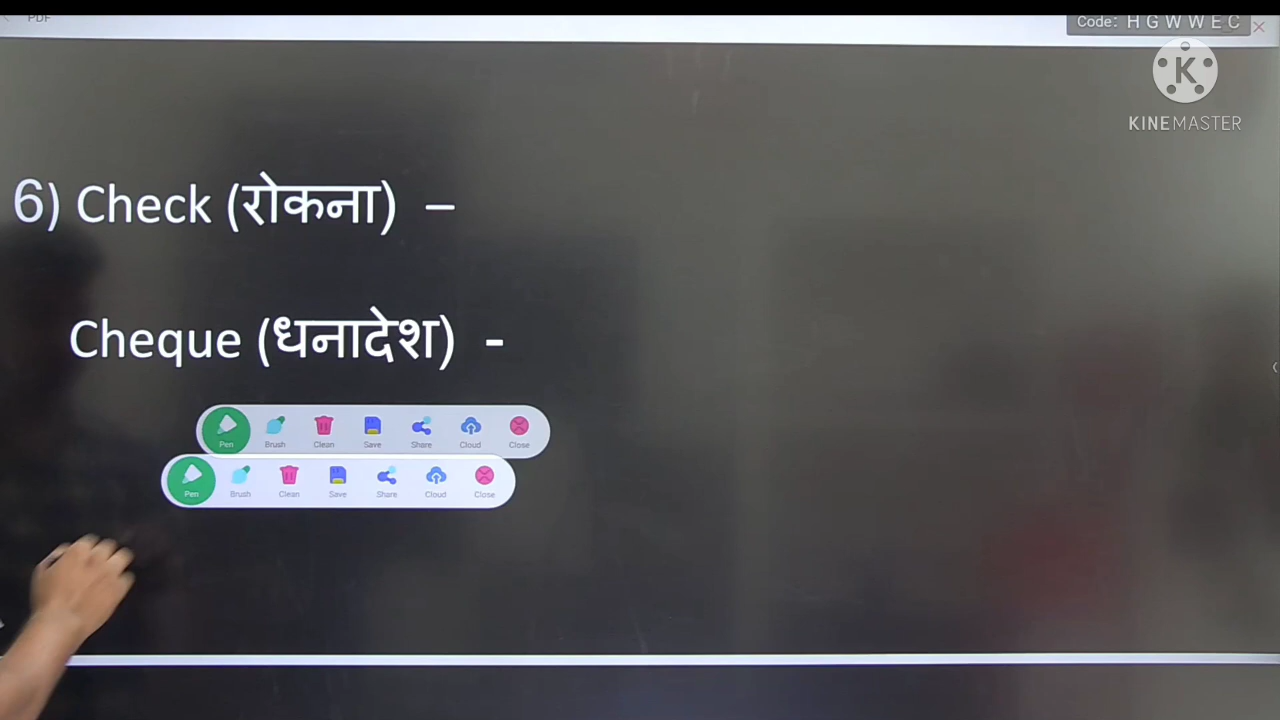 PDF
Code: H G W W E C
KINEMASTER
6) Check (रोकना) –
Cheque (धनादेश) -
Pen Brush Clean Save Share Cloud Close
Pen Brush Clean Save Share Cloud Close